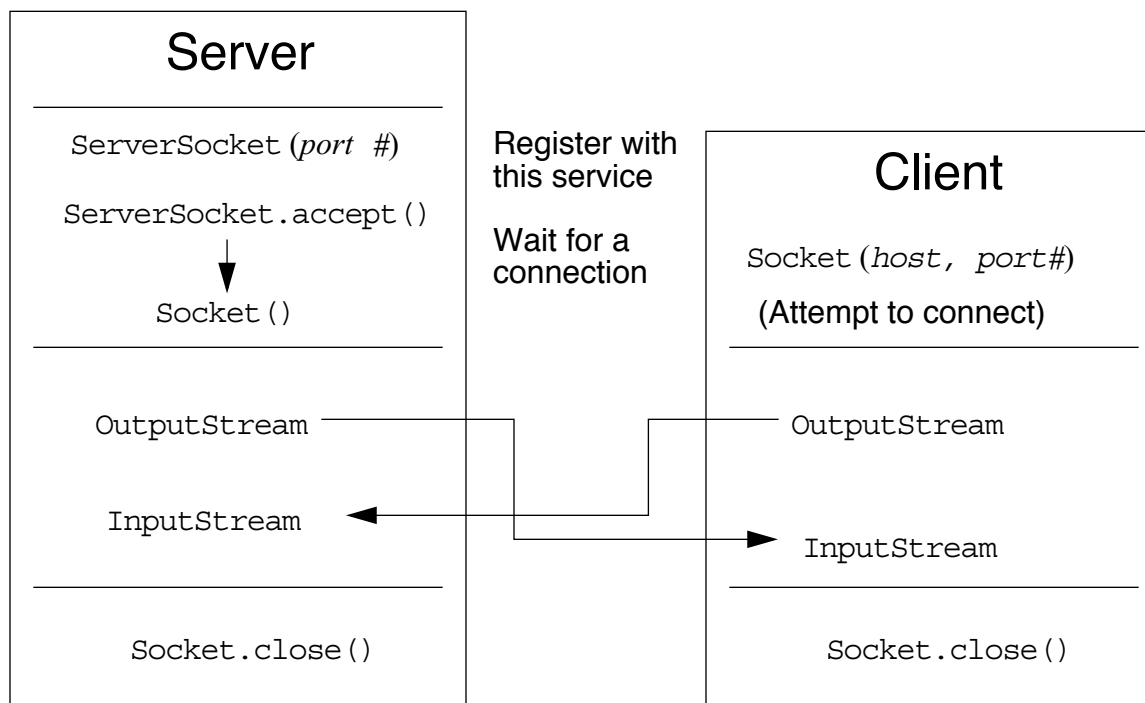 Server
ServerSocket (port #)
ServerSocket.accept()
Socket()
Register with
this service
Wait for a
connection
Client
Socket (host, port#)
(Attempt to connect)
OutputStream
InputStream
OutputStream
InputStream
Socket.close()
Socket.close()